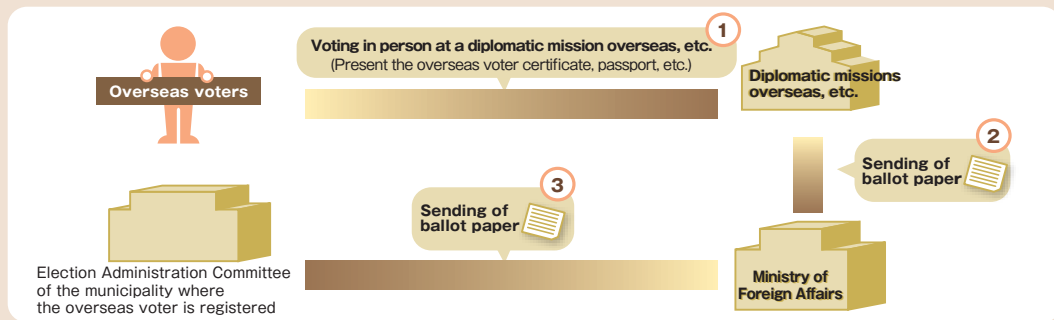 1
Voting in person at a diplomatic mission overseas, etc.
(Present the overseas voter certificate, passport, etc.)
Overseas voters
Diplomatic missions
overseas, etc.
2
Sending of
ballot paper
3
Sending of
ballot paper
Ministry of
Foreign Affairs
Election Administration Committee
of the municipality where
the overseas voter is registered